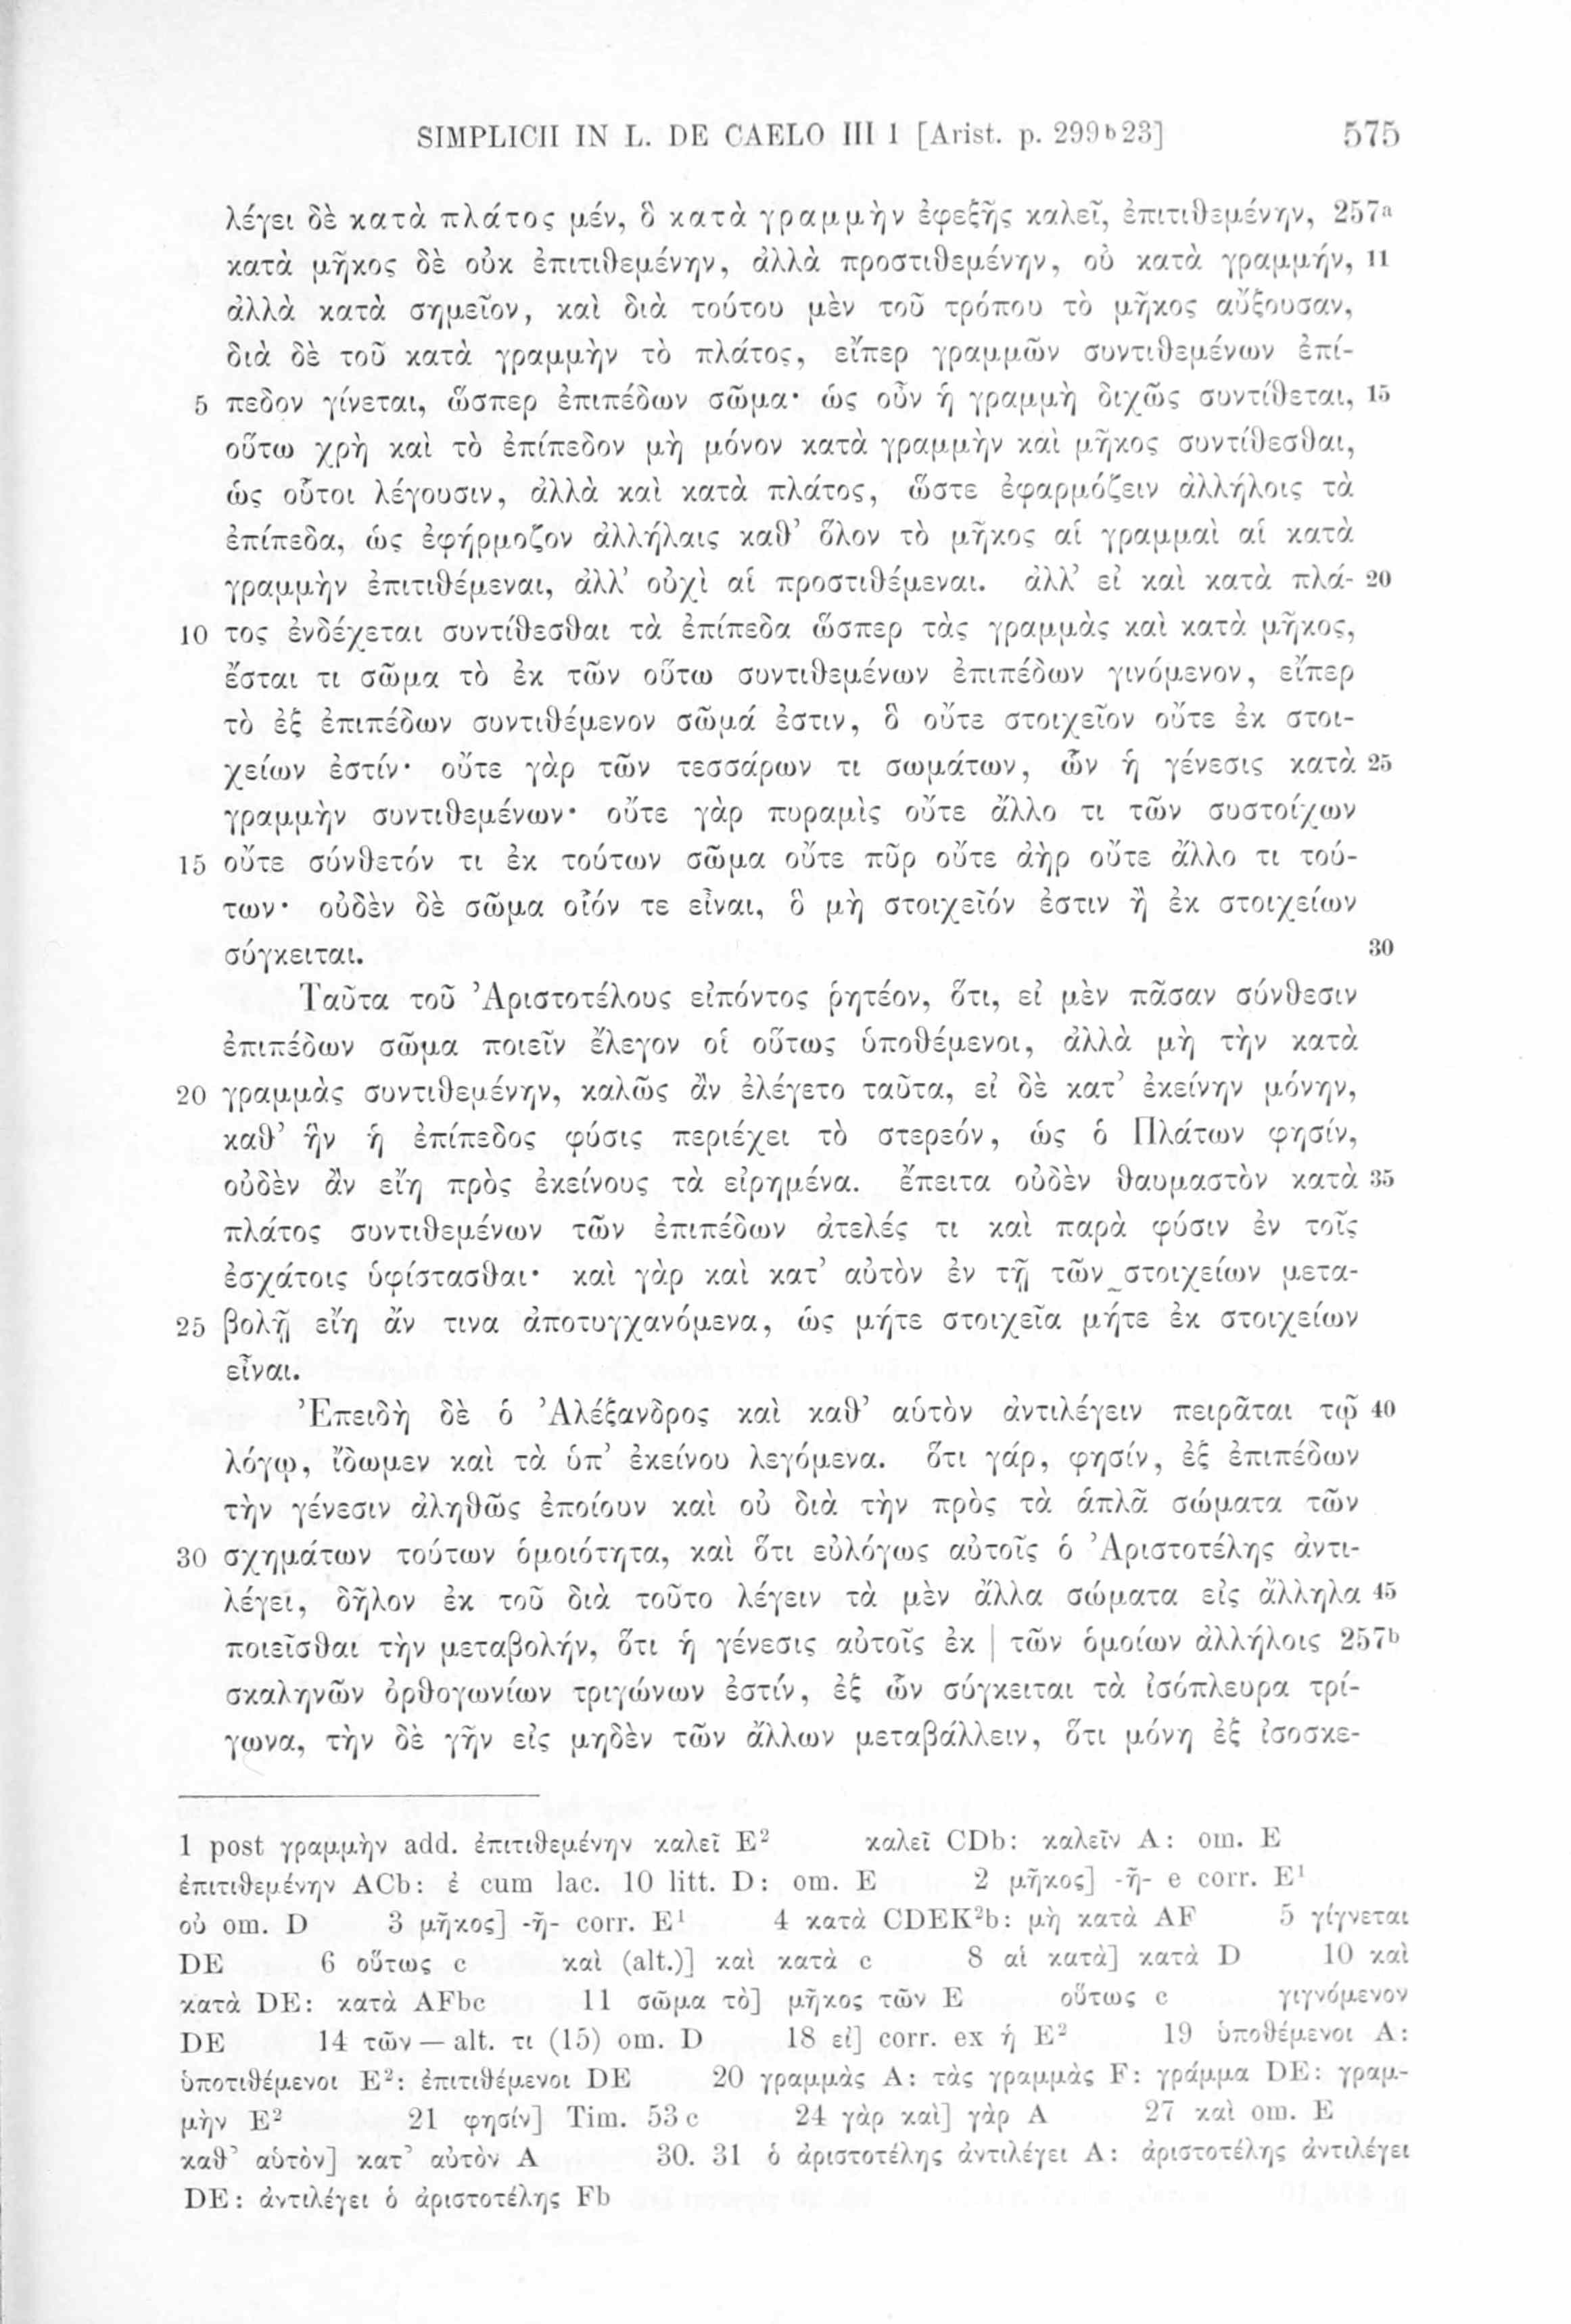 SIMPLICII IN L. DE CAELO III 1 [Arist. p. 299b23] 575
λέγει δὲ κατὰ πλάτος μέν, ὃ κατὰ γραμμὴν ἐφεξῆς καλεῖ, ἐπιτιθεμένην, 257a
κατὰ μῆκος δὲ οὐκ ἐπιτιθεμένην, ἀλλὰ προστιθεμένην, οὐ κατὰ γραμμήν, 11
ἀλλὰ κατὰ σημεῖον, καὶ διὰ τούτου μὲν τοῦ τρόπου τὸ μῆκος αὔξουσαν,
διὰ δὲ τοῦ κατὰ γραμμὴν τὸ πλάτος, εἴπερ γραμμῶν συντιθεμένων ἐπί-
5 πεδον γίνεται, ὥσπερ ἐπιπέδων σῶμα· ὡς οὖν ἡ γραμμὴ διχῶς συντίθεται, 15
οὕτω χρὴ καὶ τὸ ἐπίπεδον μὴ μόνον κατὰ γραμμὴν καὶ μῆκος συντίθεσθαι,
ὡς οὗτοι λέγουσιν, ἀλλὰ καὶ κατὰ πλάτος, ὥστε ἐφαρμόζειν ἀλλήλοις τὰ
ἐπίπεδα, ὡς ἐφήρμοζον ἀλλήλαις καθ’ ὅλον τὸ μῆκος αἱ γραμμαὶ αἱ κατὰ
γραμμὴν ἐπιτιθέμεναι, ἀλλ’ οὐχὶ αἱ προστιθέμεναι. ἀλλ’ εἰ καὶ κατὰ πλά- 20
10 τος ἐνδέχεται συντίθεσθαι τὰ ἐπίπεδα ὥσπερ τὰς γραμμὰς καὶ κατὰ μῆκος,
ἔσται τι σῶμα τὸ ἐκ τῶν οὕτω συντιθεμένων ἐπιπέδων γινόμενον, εἴπερ
τὸ ἐξ ἐπιπέδων συντιθέμενον σῶμά ἐστιν, ὃ οὔτε στοιχεῖον οὔτε ἐκ στοι-
χείων ἐστίν· οὔτε γὰρ τῶν τεσσάρων τι σωμάτων, ὧν ἡ γένεσις κατὰ 25
γραμμὴν συντιθεμένων· οὔτε γὰρ πυραμὶς οὔτε ἄλλο τι τῶν συστοίχων
15 οὔτε σύνθετόν τι ἐκ τούτων σῶμα οὔτε πῦρ οὔτε ἀὴρ οὔτε ἄλλο τι τού-
των· οὐδὲν δὲ σῶμα οἷόν τε εἶναι, ὃ μὴ στοιχεῖόν ἐστιν ἢ ἐκ στοιχείων
σύγκειται. 30
Ταῦτα τοῦ Ἀριστοτέλους εἰπόντος ῥητέον, ὅτι, εἰ μὲν πᾶσαν σύνθεσιν
ἐπιπέδων σῶμα ποιεῖν ἔλεγον οἱ οὕτως ὑποθέμενοι, ἀλλὰ μὴ τὴν κατὰ
20 γραμμὰς συντιθεμένην, καλῶς ἂν ἐλέγετο ταῦτα, εἰ δὲ κατ’ ἐκείνην μόνην,
καθ’ ἣν ἡ ἐπίπεδος φύσις περιέχει τὸ στερεόν, ὡς ὁ Πλάτων φησίν,
οὐδὲν ἂν εἴη πρὸς ἐκείνους τὰ εἰρημένα. ἔπειτα οὐδὲν θαυμαστὸν κατὰ 35
πλάτος συντιθεμένων τῶν ἐπιπέδων ἀτελές τι καὶ παρὰ φύσιν ἐν τοῖς
ἐσχάτοις ὑφίστασθαι· καὶ γὰρ καὶ κατ’ αὐτὸν ἐν τῇ τῶν στοιχείων μετα-
25 βολῇ εἴη ἄν τινα ἀποτυγχανόμενα, ὡς μήτε στοιχεῖα μήτε ἐκ στοιχείων
εἶναι.
Ἐπειδὴ δὲ ὁ Ἀλέξανδρος καὶ καθ’ αὑτὸν ἀντιλέγειν πειρᾶται τῷ 40
λόγῳ, ἴδωμεν καὶ τὰ ὑπ’ ἐκείνου λεγόμενα. ὅτι γάρ, φησίν, ἐξ ἐπιπέδων
τὴν γένεσιν ἀληθῶς ἐποίουν καὶ οὐ διὰ τὴν πρὸς τὰ ἁπλᾶ σώματα τῶν
30 σχημάτων τούτων ὁμοιότητα, καὶ ὅτι εὐλόγως αὐτοῖς ὁ Ἀριστοτέλης ἀντι-
λέγει, δῆλον ἐκ τοῦ διὰ τοῦτο λέγειν τὰ μὲν ἄλλα σώματα εἰς ἄλληλα 45
ποιεῖσθαι τὴν μεταβολήν, ὅτι ἡ γένεσις αὐτοῖς ἐκ | τῶν ὁμοίων ἀλλήλοις 257b
σκαληνῶν ὀρθογωνίων τριγώνων ἐστίν, ἐξ ὧν σύγκειται τὰ ἰσόπλευρα τρί-
γωνα, τὴν δὲ γῆν εἰς μηδὲν τῶν ἄλλων μεταβάλλειν, ὅτι μόνη ἐξ ἰσοσκε-
1 post γραμμὴν add. ἐπιτιθεμένην καλεῖ E² καλεῖ CDb: καλεῖν A: om. E
ἐπιτιθεμένην ACb: ἐ cum lac. 10 litt. D: om. E 2 μῆκος] -ῆ- e corr. E¹
οὐ om. D 3 μῆκος] -ῆ- corr. E¹ 4 κατὰ CDEK²b: μὴ κατὰ AF 5 γίγνεται
DE 6 οὕτως c καὶ (alt.)] καὶ κατὰ c 8 αἱ κατὰ] κατὰ D 10 καὶ
κατὰ DE: κατὰ AFbc 11 σῶμα τὸ] μῆκος τῶν E οὕτως c γιγνόμενον
DE 14 τῶν — alt. τι (15) om. D 18 εἰ] corr. ex ἡ E² 19 ὑποθέμενοι A:
ὑποτιθέμενοι E²: ἐπιτιθέμενοι DE 20 γραμμὰς A: τὰς γραμμὰς F: γράμμα DE: γραμ-
μὴν E² 21 φησίν] Tim. 53 c 24 γὰρ καὶ] γὰρ A 27 καὶ om. E
καθ’ αὑτὸν] κατ’ αὐτὸν A 30. 31 ὁ ἀριστοτέλης ἀντιλέγει A: ἀριστοτέλης ἀντιλέγει
DE: ἀντιλέγει ὁ ἀριστοτέλης Fb